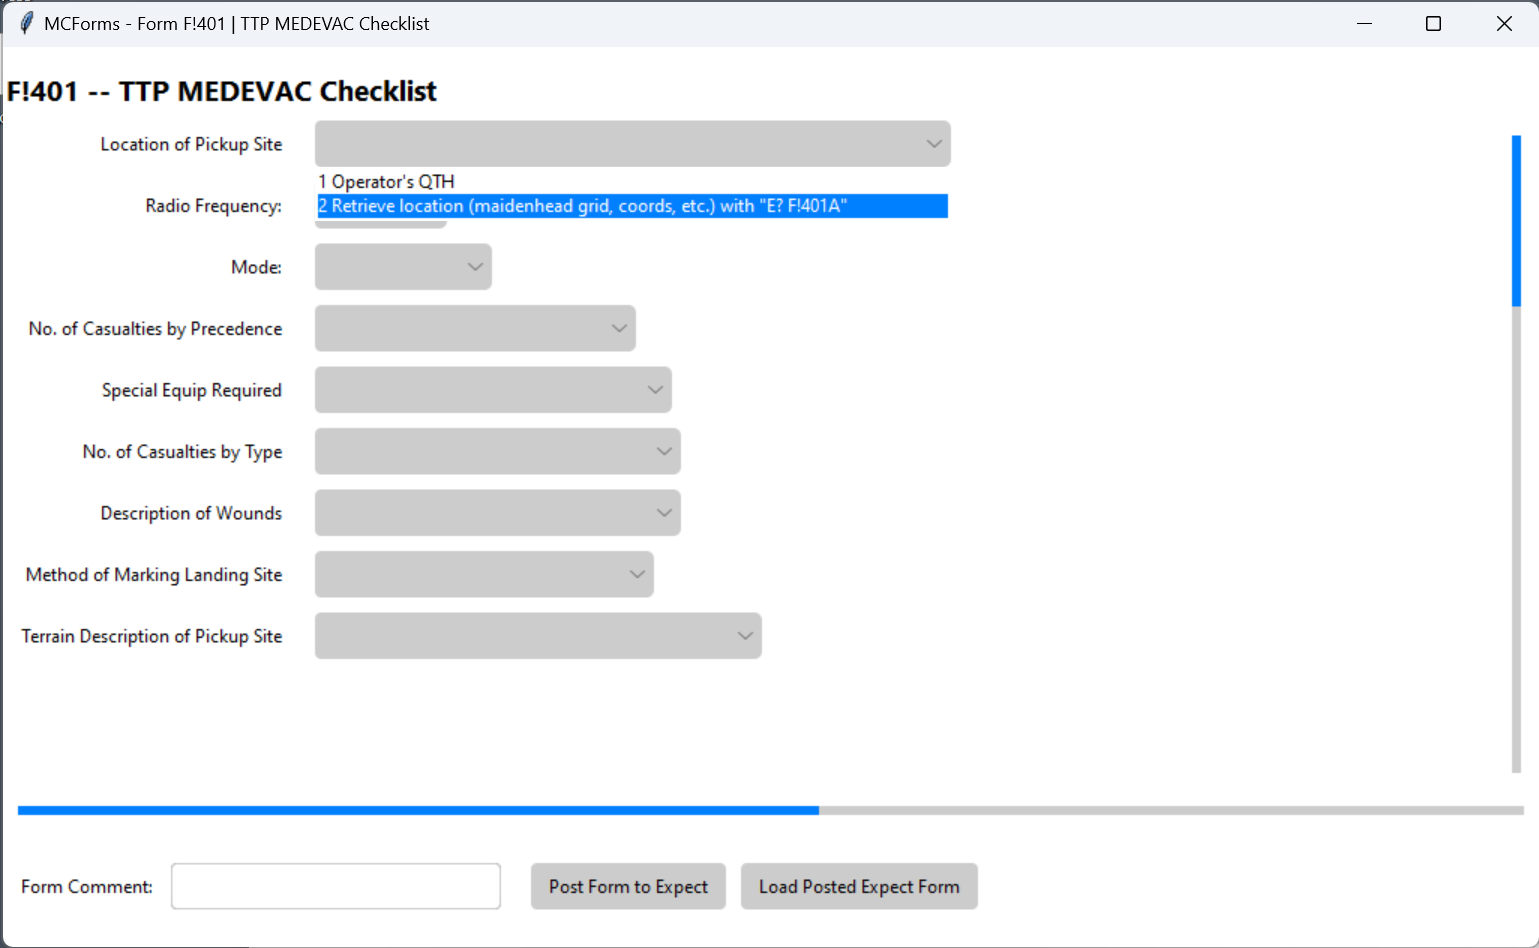 MCForms - Form F!401 | TTP MEDEVAC Checklist
F!401 -- TTP MEDEVAC Checklist
Location of Pickup Site
1 Operator's QTH
Radio Frequency:
2 Retrieve location (maidenhead grid, coords, etc.) with "E? F!401A"
Mode:
No. of Casualties by Precedence
Special Equip Required
No. of Casualties by Type
Description of Wounds
Method of Marking Landing Site
Terrain Description of Pickup Site
Form Comment:
Post Form to Expect
Load Posted Expect Form